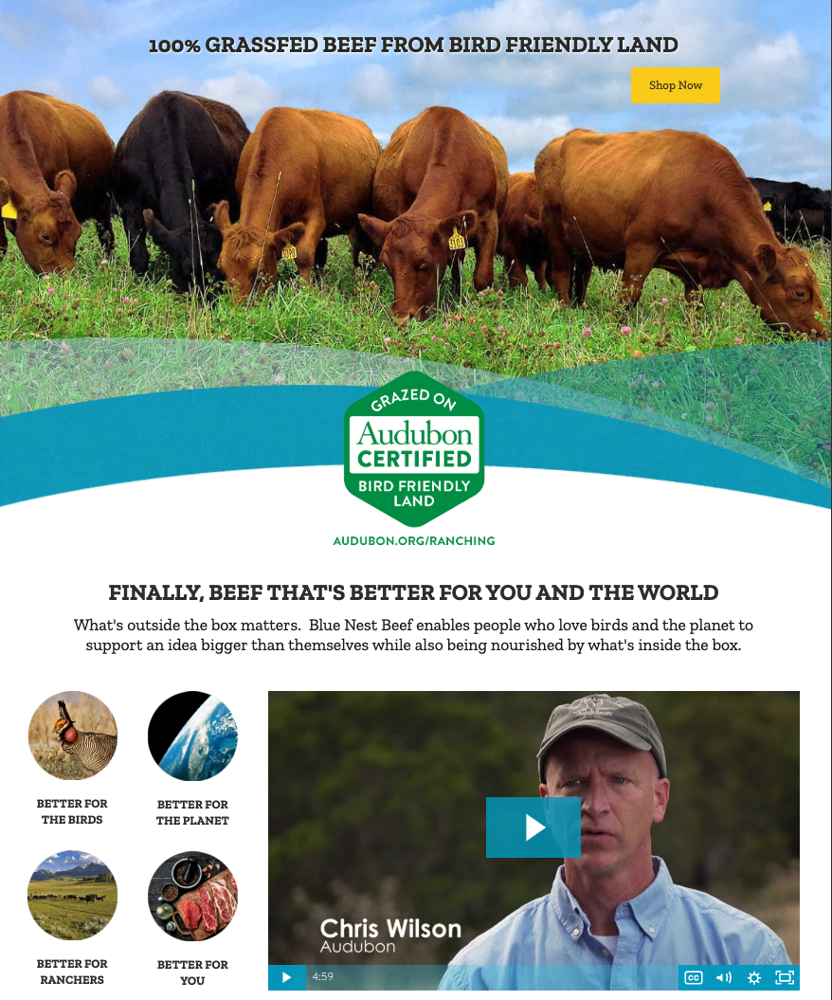 100% GRASSFED BEEF FROM BIRD FRIENDLY LAND
Shop Now
GRAZED ON
Audubon
CERTIFIED
BIRD FRIENDLY
LAND
AUDUBON.ORG/RANCHING
FINALLY, BEEF THAT'S BETTER FOR YOU AND THE WORLD
What's outside the box matters.  Blue Nest Beef enables people who love birds and the planet to
support an idea bigger than themselves while also being nourished by what's inside the box.
BETTER FOR
THE BIRDS
BETTER FOR
THE PLANET
BETTER FOR
RANCHERS
BETTER FOR
YOU
Chris Wilson
Audubon
4:59
CC